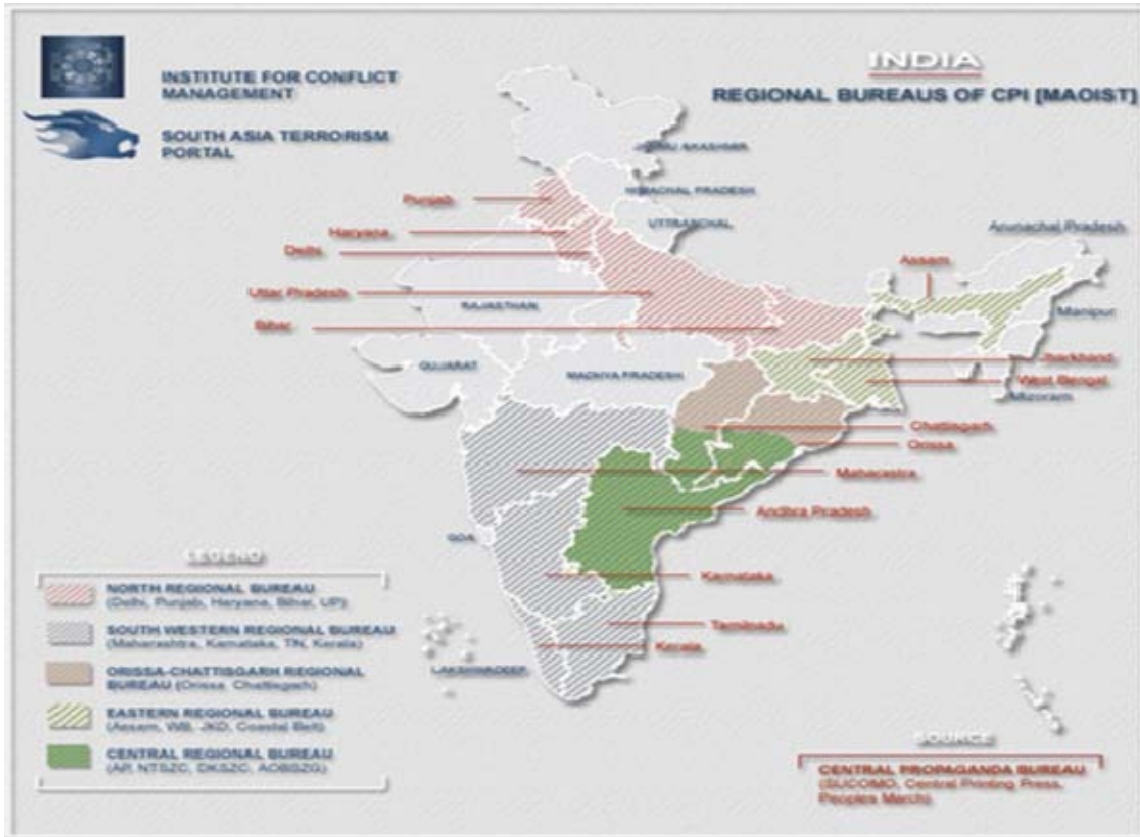 INSTITUTE FOR CONFLICT
MANAGEMENT
SOUTH ASIA TERRORISM
PORTAL
INDIA
REGIONAL BUREAUS OF CPI [MAOIST]
JAMMU &KASHMIR
HIMACHAL PRADESH
UTTRANCHAL
Punjab
Haryana
Delhi
Uttar Pradesh
Bihar
RAJASTHAN
GUJARAT
MADHYA PRADESH
Arunachal Pradesh
Assam
Manipur
Jharkhand
West Bengal
Mizoram
Chattisgarh
Orissa
Maharastra
Andhra Pradesh
GOA
Karnataka
Tamilnadu
Kerala
LAKSHWADEEP
LEGEND
NORTH REGIONAL BUREAU
(Delhi, Punjab, Haryana, Bihar, UP)
SOUTH WESTERN REGIONAL BUREAU
(Maharashtra, Karnataka, TN, Kerala)
ORISSA-CHATTISGARH REGIONAL
BUREAU (Orissa, Chattisgarh)
EASTERN REGIONAL BUREAU
(Assam, WB, JKD, Coastal Belt)
CENTRAL REGIONAL BUREAU
(AP, NTSZC, DKSZC, AOBSZC)
SOURCE
CENTRAL PROPAGANDA BUREAU
Central Printing Press,
Peoples March)